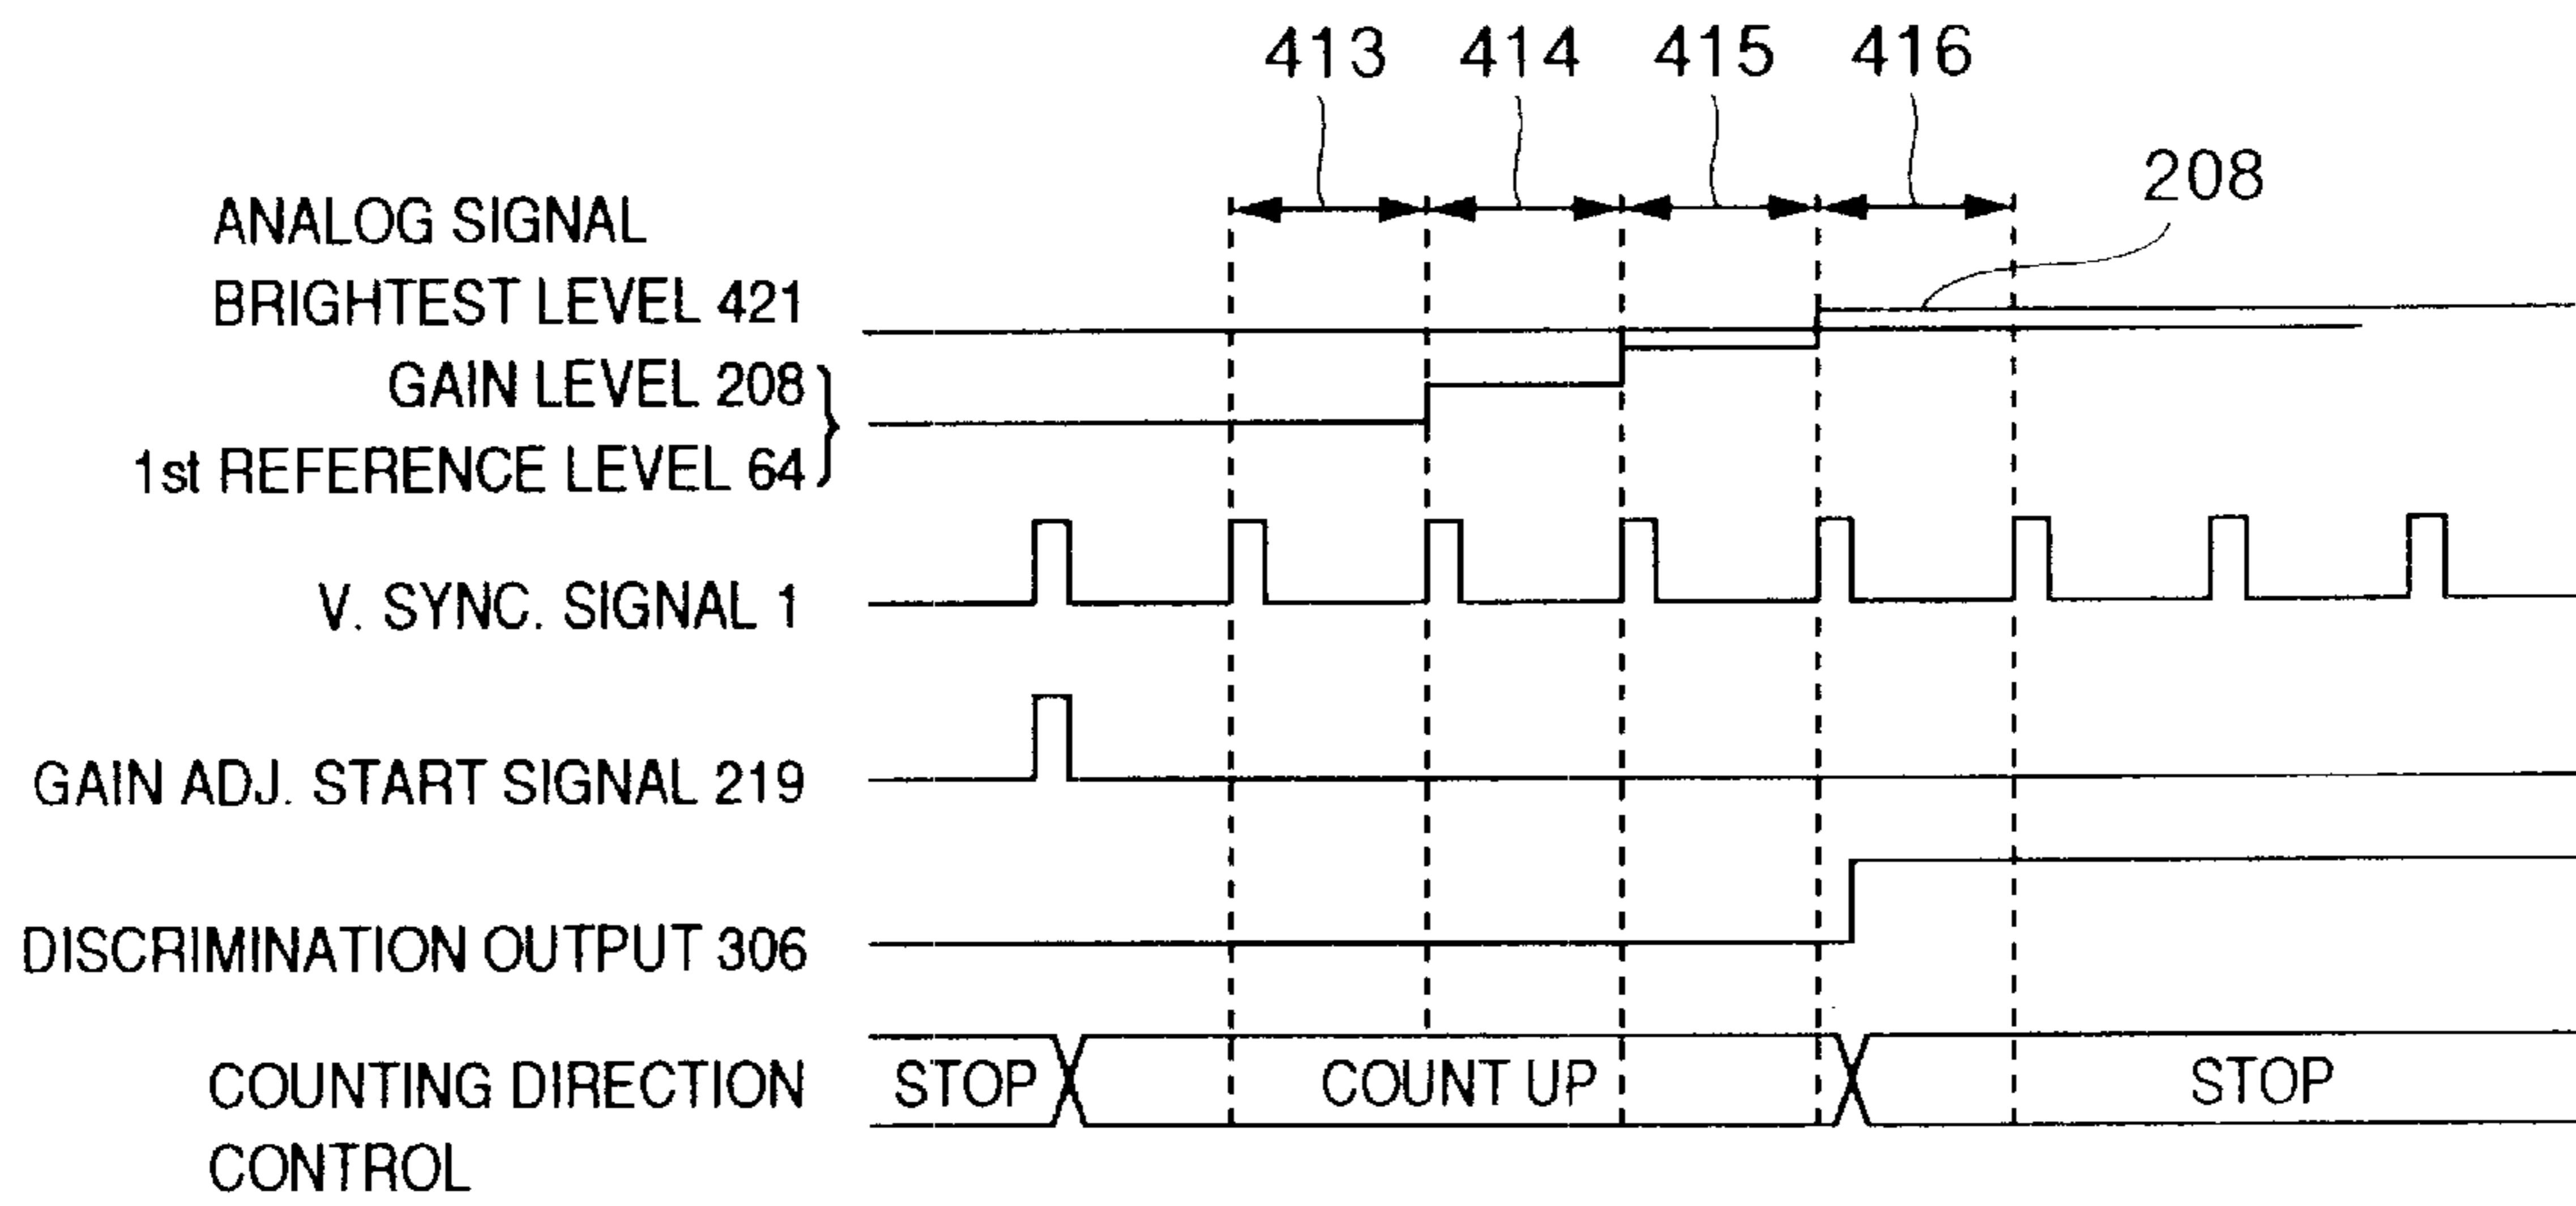 413 414 415 416
208
ANALOG SIGNAL
BRIGHTEST LEVEL 421
GAIN LEVEL 208
1st REFERENCE LEVEL 64
V. SYNC. SIGNAL 1
GAIN ADJ. START SIGNAL 219
DISCRIMINATION OUTPUT 306
COUNTING DIRECTION
CONTROL
STOP COUNT UP STOP